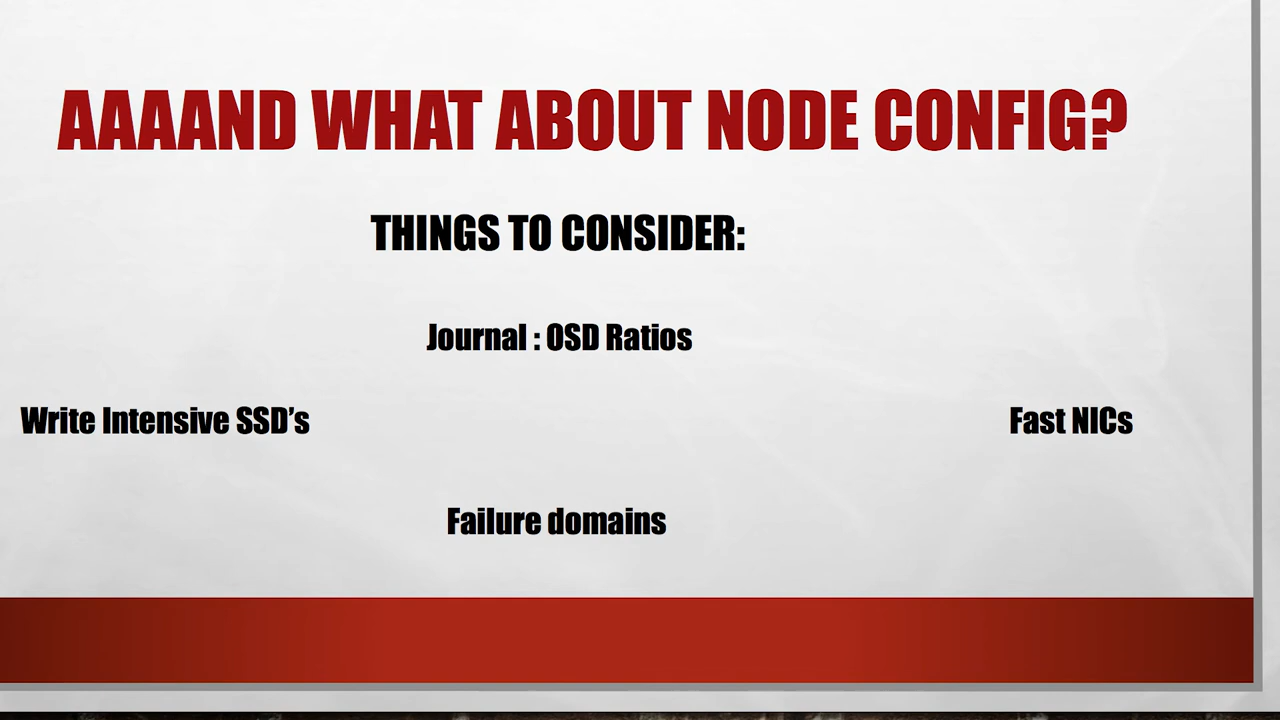 AAAAND WHAT ABOUT NODE CONFIG?
THINGS TO CONSIDER:
Journal : OSD Ratios
Write Intensive SSD’s
Fast NICs
Failure domains